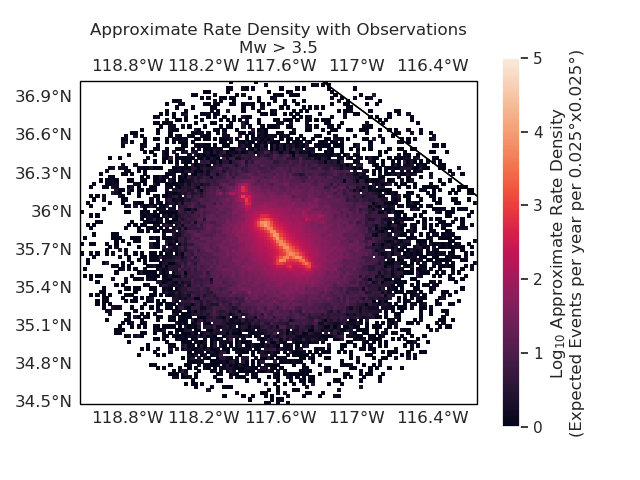 Approximate Rate Density with Observations
Mw > 3.5
118.8°W 118.2°W 117.6°W 117°W 116.4°W
36.9°N
36.6°N
36.3°N
36°N
35.7°N
35.4°N
35.1°N
34.8°N
34.5°N
118.8°W 118.2°W 117.6°W 117°W 116.4°W
5
4
3
2
1
0
Log₁₀ Approximate Rate Density
(Expected Events per year per 0.025°x0.025°)